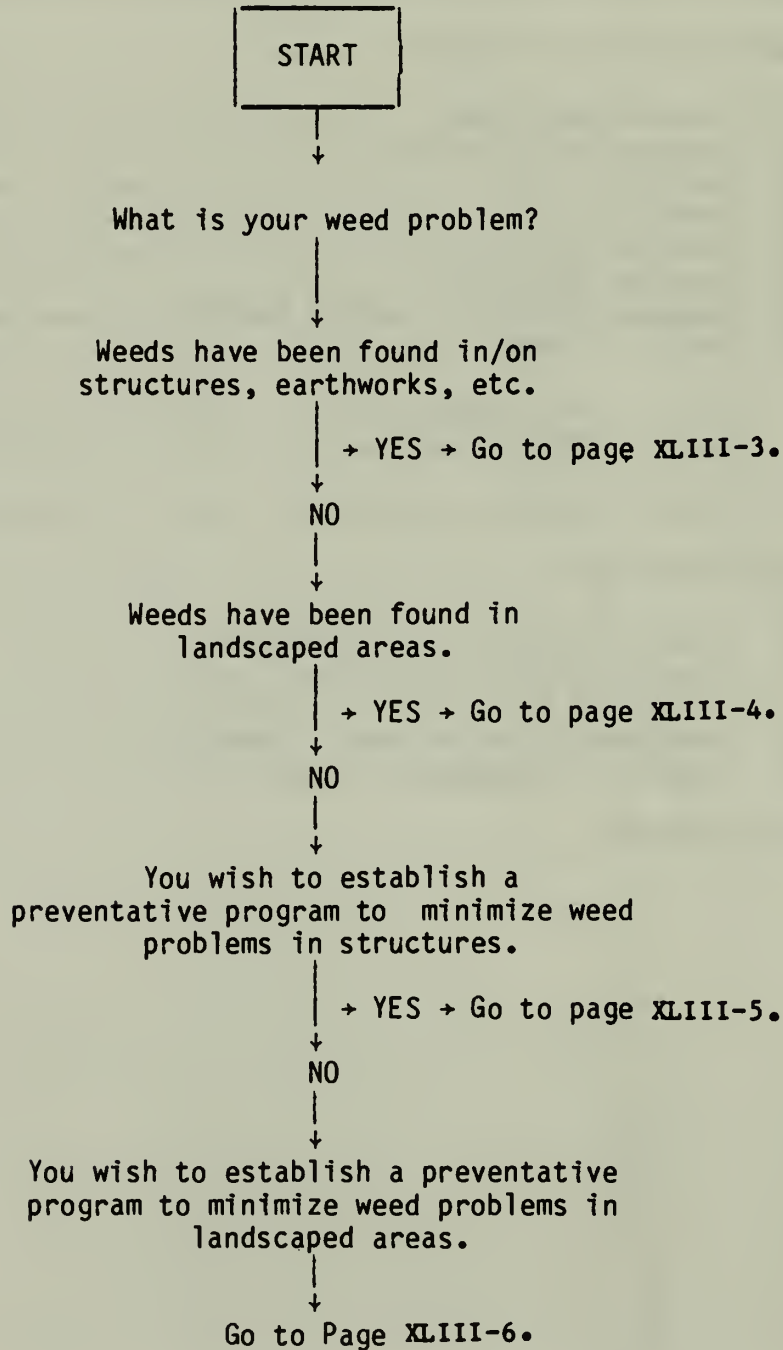 START
What is your weed problem?
Weeds have been found in/on
structures, earthworks, etc.
→ YES → Go to page XLIII-3.
NO
Weeds have been found in
landscaped areas.
→ YES → Go to page XLIII-4.
NO
You wish to establish a
preventative program to minimize weed
problems in structures.
→ YES → Go to page XLIII-5.
NO
You wish to establish a preventative
program to minimize weed problems in
landscaped areas.
Go to Page XLIII-6.